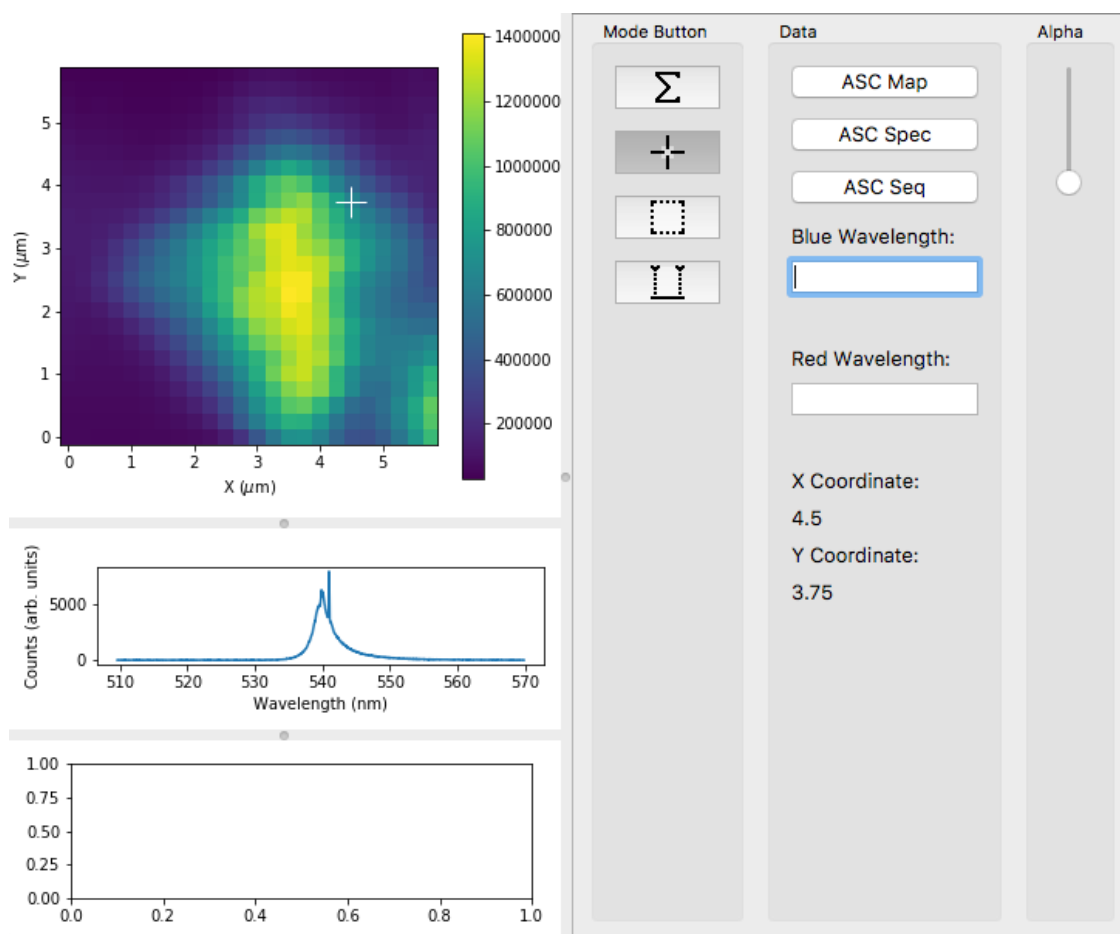 1400000
1200000
1000000
800000
600000
400000
200000
5
4
3
2
1
0
Y (μm)
0 1 2 3 4 5
X (μm)
Counts (arb. units)
5000
0
510 520 530 540 550 560 570
Wavelength (nm)
1.00
0.75
0.50
0.25
0.00
0.0 0.2 0.4 0.6 0.8 1.0
Mode Button
Σ
Data
ASC Map
ASC Spec
ASC Seq
Blue Wavelength:
Red Wavelength:
X Coordinate:
4.5
Y Coordinate:
3.75
Alpha